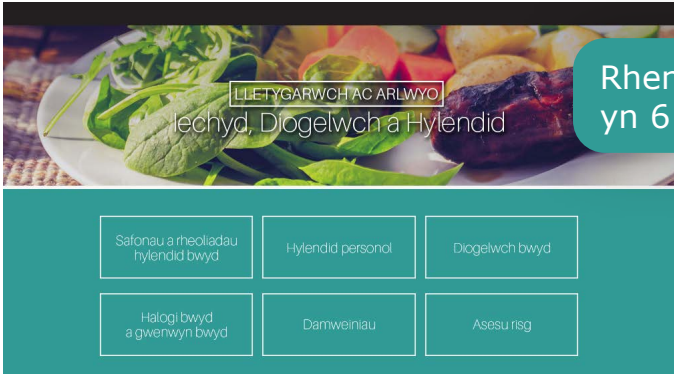 LLETYGARWCH AC ARLWYO
Iechyd, Diogelwch a Hylendid
yn 6
Safonau a rheoliadau
hylendid bwyd
Hylendid personol
Diogelwch bwyd
Halogi bwyd
a gwenwyn bwyd
Damweiniau
Asesu risg